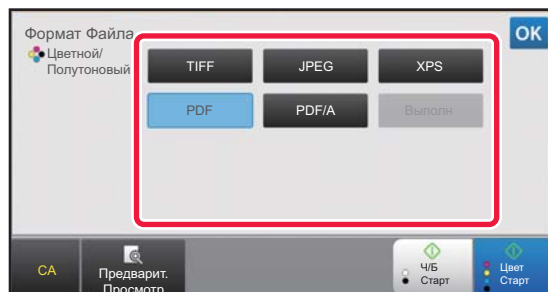 Формат Файла
OK
Цветной/
Полутоновый
TIFF JPEG XPS
PDF PDF/A Выполн
CA
Предварит.
Просмотр
Ч/Б
Старт
Цвет
Старт